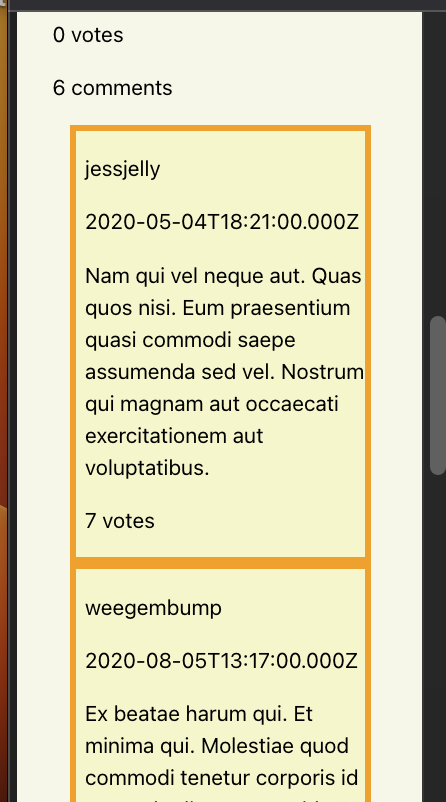 0 votes
6 comments
jessjelly
2020-05-04T18:21:00.000Z
Nam qui vel neque aut. Quas
quos nisi. Eum praesentium
quasi commodi saepe
assumenda sed vel. Nostrum
qui magnam aut occaecati
exercitationem aut
voluptatibus.
7 votes
weegembump
2020-08-05T13:17:00.000Z
Ex beatae harum qui. Et
minima qui. Molestiae quod
commodi tenetur corporis id